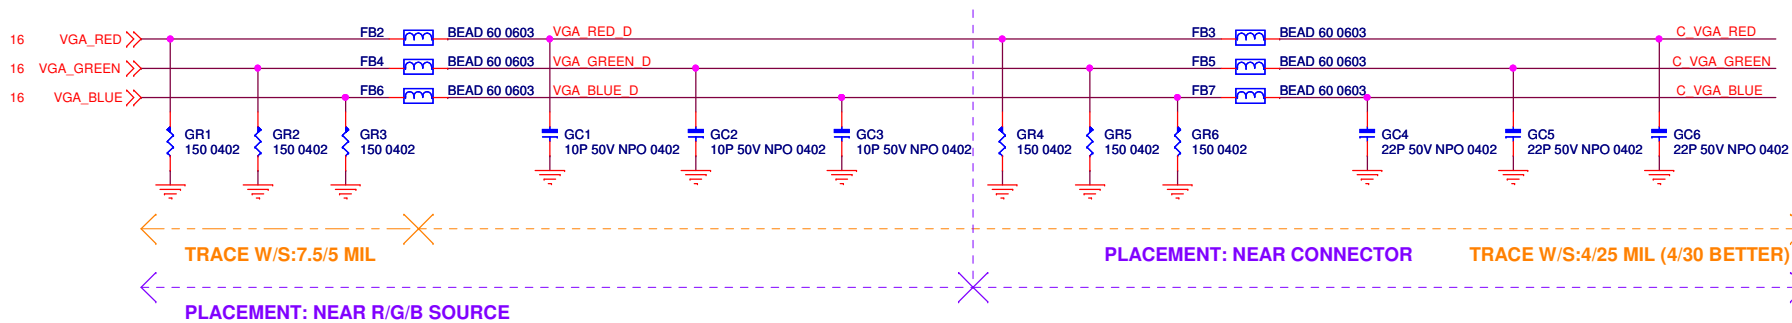 16 VGA_RED FB2 BEAD 60 0603 VGA_RED_D FB3 BEAD 60 0603 C_VGA_RED
16 VGA_GREEN FB4 BEAD 60 0603 VGA_GREEN_D FB5 BEAD 60 0603 C_VGA_GREEN
16 VGA_BLUE FB6 BEAD 60 0603 VGA_BLUE_D FB7 BEAD 60 0603 C_VGA_BLUE
GR1 GR2 GR3 GC1 GC2 GC3 GR4 GR5 GR6 GC4 GC5 GC6
150 0402 150 0402 150 0402 10P 50V NPO 0402 10P 50V NPO 0402 10P 50V NPO 0402 150 0402 150 0402 150 0402 22P 50V NPO 0402 22P 50V NPO 0402 22P 50V NPO 0402
TRACE W/S:7.5/5 MIL PLACEMENT: NEAR CONNECTOR TRACE W/S:4/25 MIL (4/30 BETTER)
PLACEMENT: NEAR R/G/B SOURCE